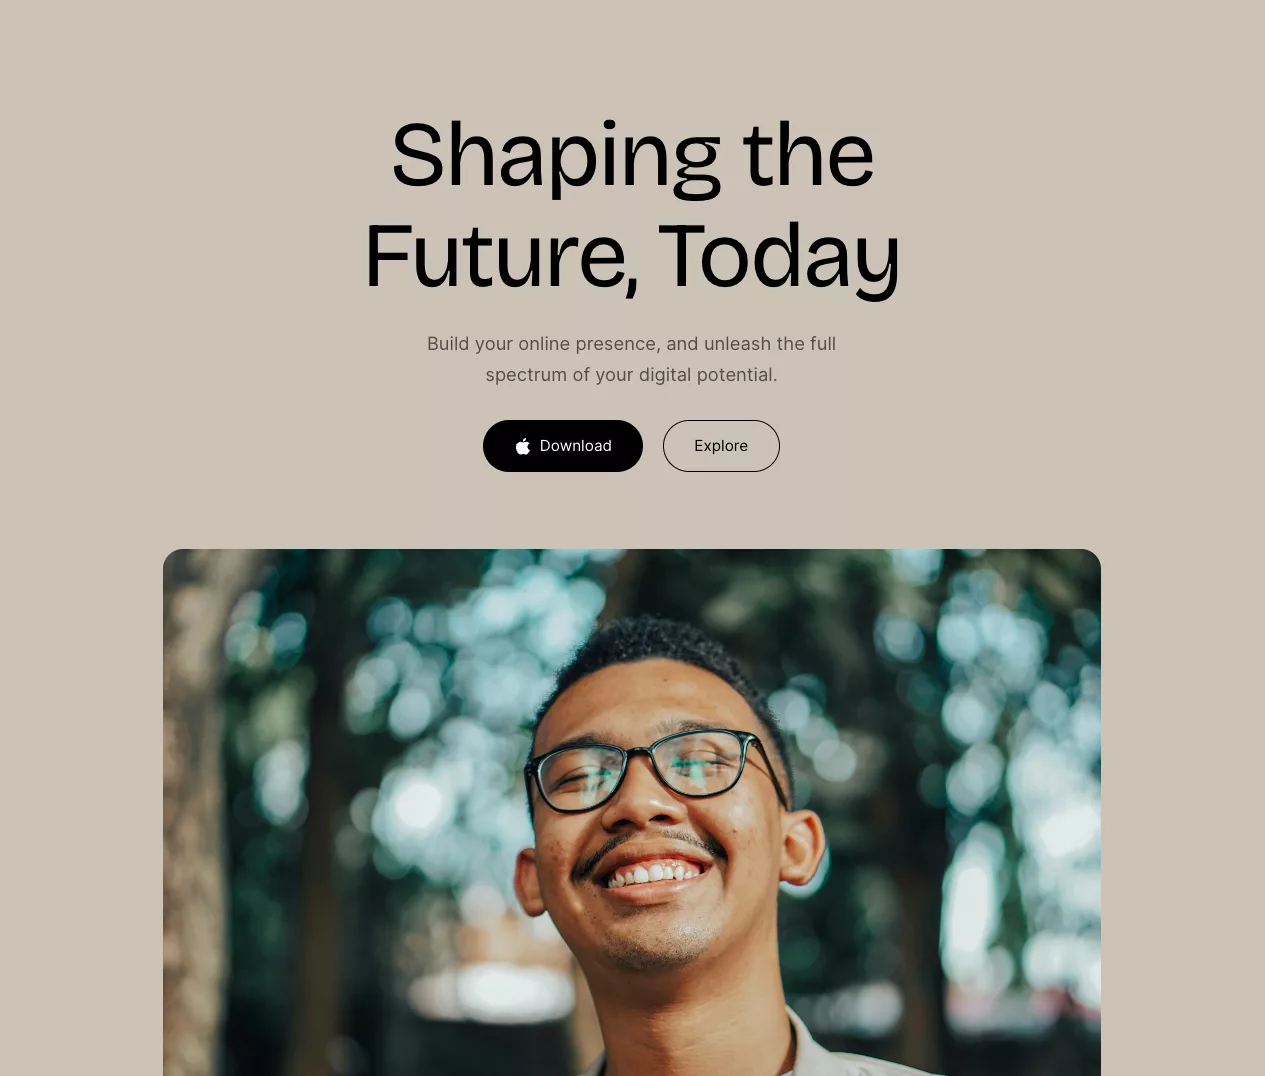 Shaping the
Future, Today
Build your online presence, and unleash the full
spectrum of your digital potential.
Download
Explore